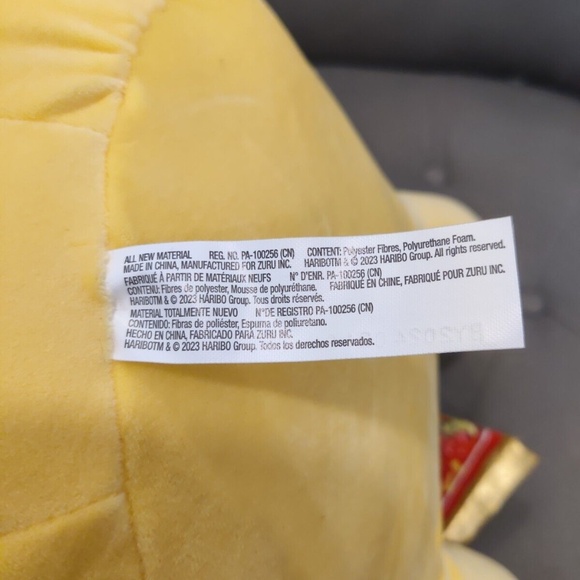 ALL NEW MATERIAL REG. NO. PA-100256 (CN) CONTENT: Polyester Fibres, Polyurethane Foam.
MADE IN CHINA, MANUFACTURED FOR ZURU INC. HARIBOTM & © 2023 HARIBO Group. All rights reserved.
FABRIQUÉ À PARTIR DE MATÉRIAUX NEUFS N° D'ENR. PA-100256 (CN)
CONTENU: Fibres de polyester, Mousse de polyuréthane. FABRIQUÉ EN CHINE, FABRIQUÉ POUR ZURU INC.
HARIBOTM & © 2023 HARIBO Group. Tous droits réservés.
MATERIAL TOTALMENTE NUEVO N°DE REGISTRO PA-100256 (CN)
CONTENIDO: Fibras de poliéster, Espuma de poliuretano.
HECHO EN CHINA, FABRICADO PARA ZURU INC.
HARIBOTM & © 2023 HARIBO Group. Todos los derechos reservados.